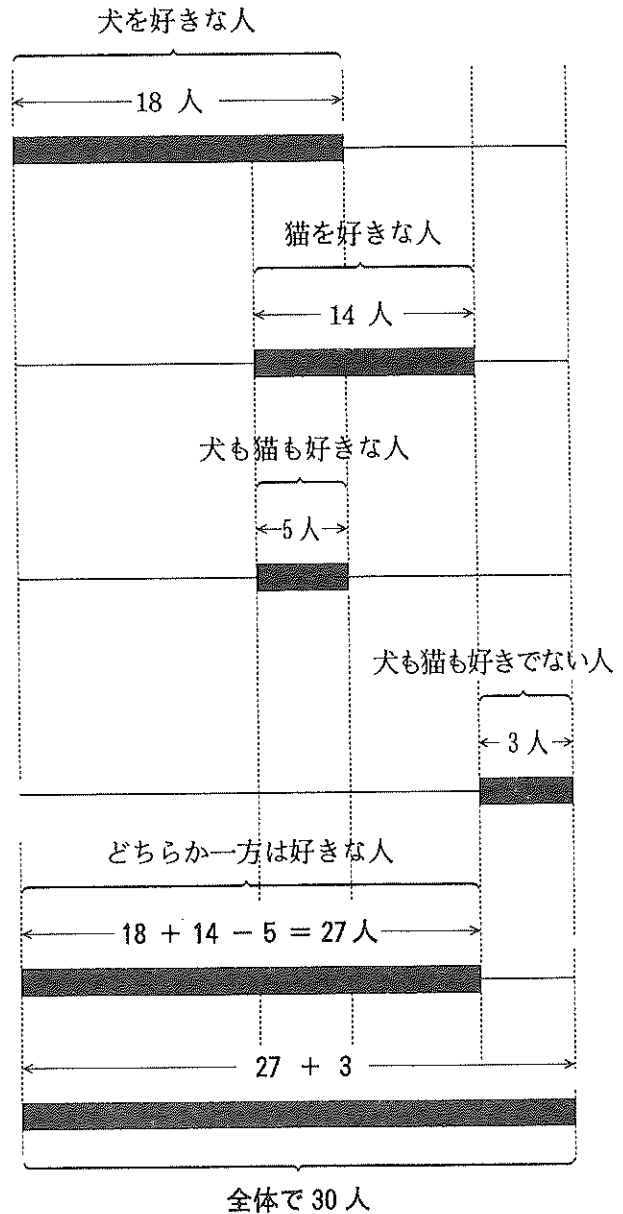 犬を好きな人
18 人
猫を好きな人
14 人
犬も猫も好きな人
5人
犬も猫も好きでない人
3人
どちらか一方は好きな人
18 + 14 − 5 = 27人
27 + 3
全体で 30 人